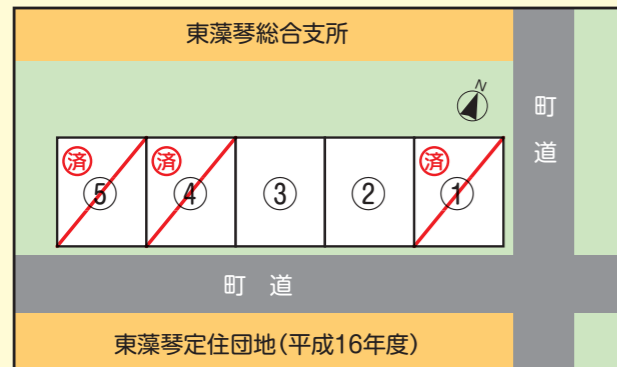 東藻琴総合支所
N
町道
済 済 済
⑤ ④ ③ ② ①
町 道
東藻琴定住団地(平成16年度)